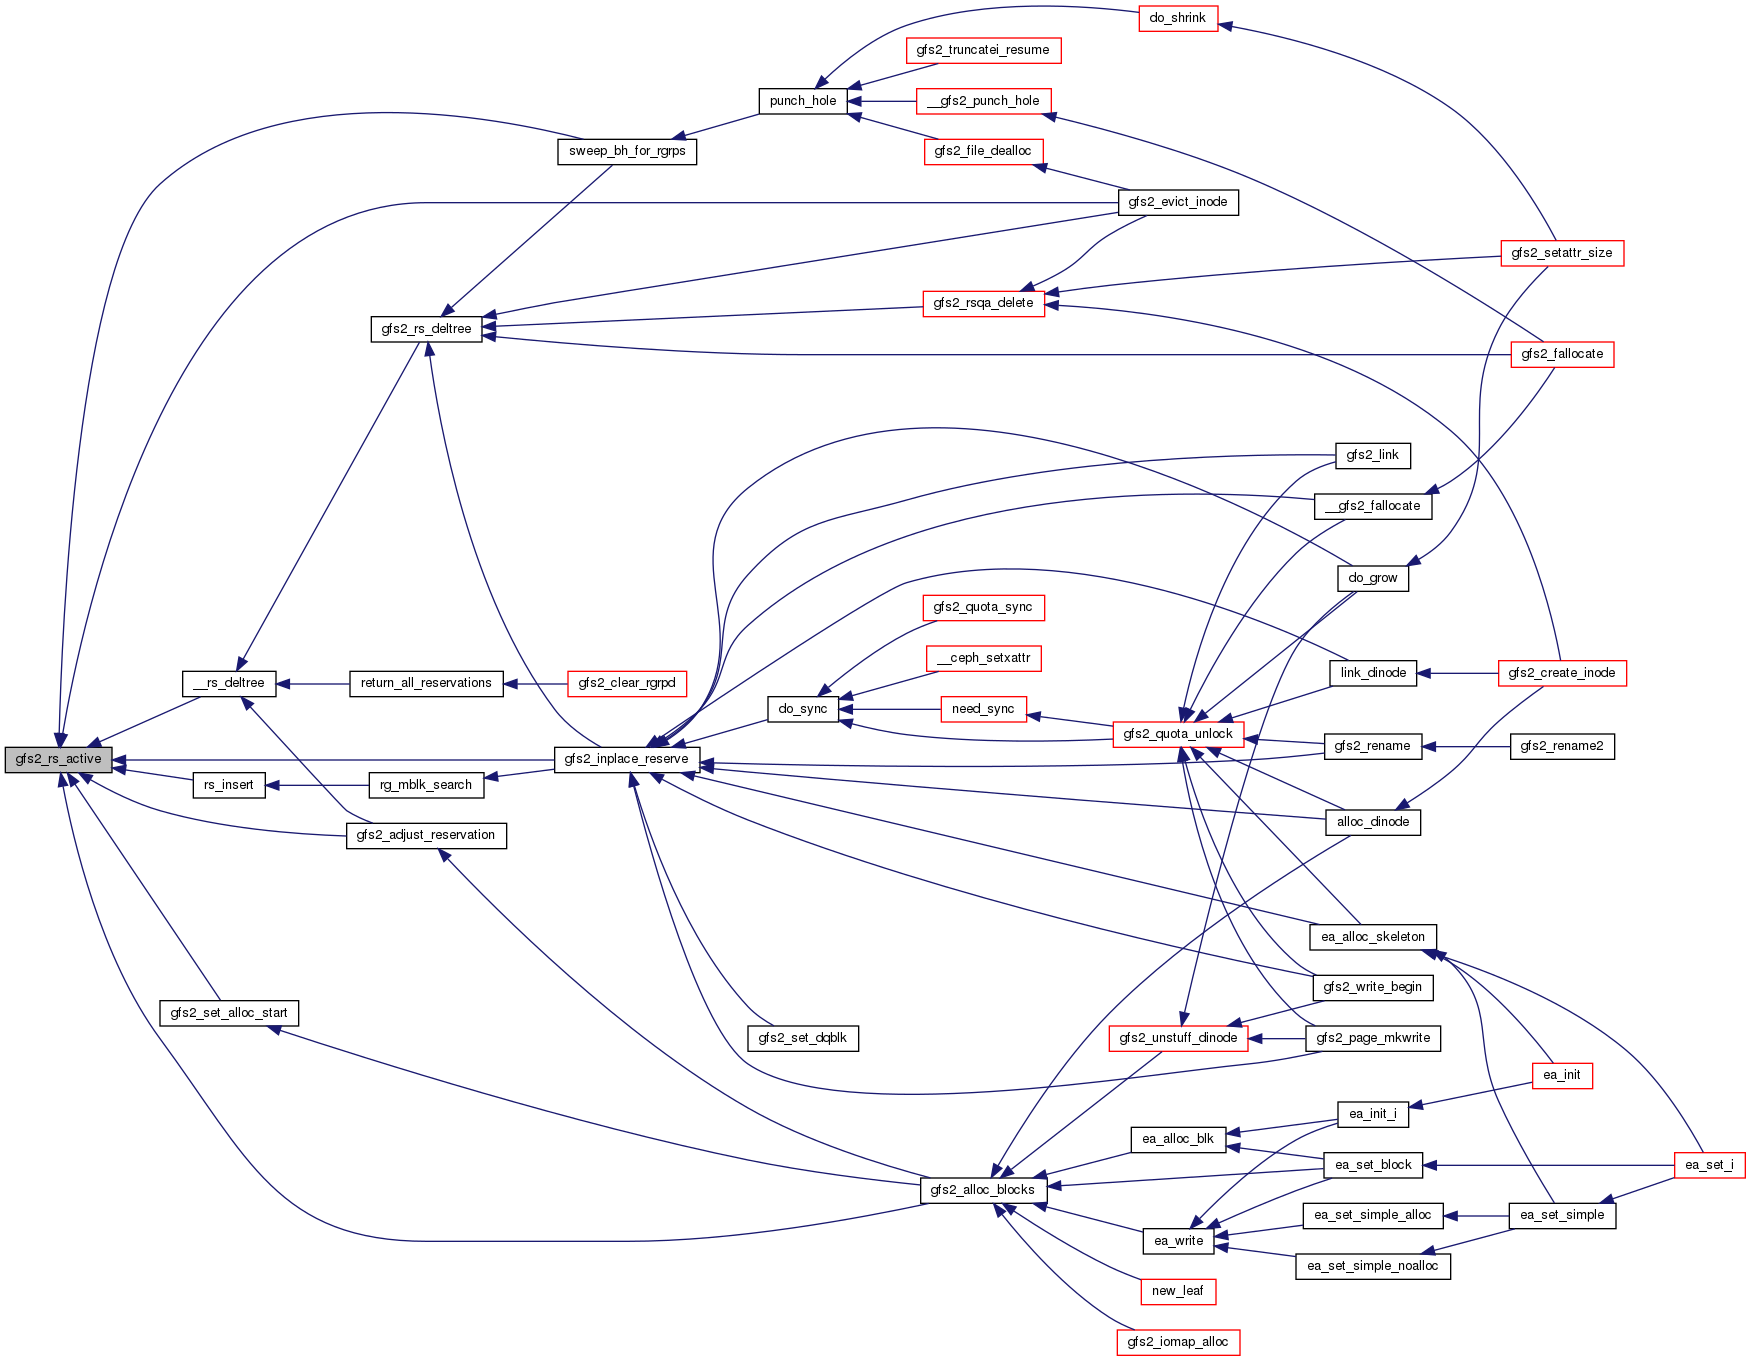 do_shrink
gfs2_truncatei_resume
punch_hole
__gfs2_punch_hole
sweep_bh_for_rgrps
gfs2_file_dealloc
gfs2_evict_inode
gfs2_setattr_size
gfs2_rsqa_delete
gfs2_rs_deltree
gfs2_fallocate
gfs2_link
__gfs2_fallocate
do_grow
gfs2_quota_sync
__ceph_setxattr
link_dinode
gfs2_create_inode
__rs_deltree
return_all_reservations
gfs2_clear_rgrpd
do_sync
need_sync
gfs2_quota_unlock
gfs2_rename
gfs2_rename2
gfs2_rs_active
gfs2_inplace_reserve
rs_insert
rg_mblk_search
gfs2_adjust_reservation
alloc_dinode
ea_alloc_skeleton
gfs2_write_begin
gfs2_set_alloc_start
gfs2_set_dqblk
gfs2_unstuff_dinode
gfs2_page_mkwrite
ea_init
ea_init_i
ea_alloc_blk
ea_set_block
ea_set_i
gfs2_alloc_blocks
ea_set_simple_alloc
ea_set_simple
ea_write
ea_set_simple_noalloc
new_leaf
gfs2_iomap_alloc